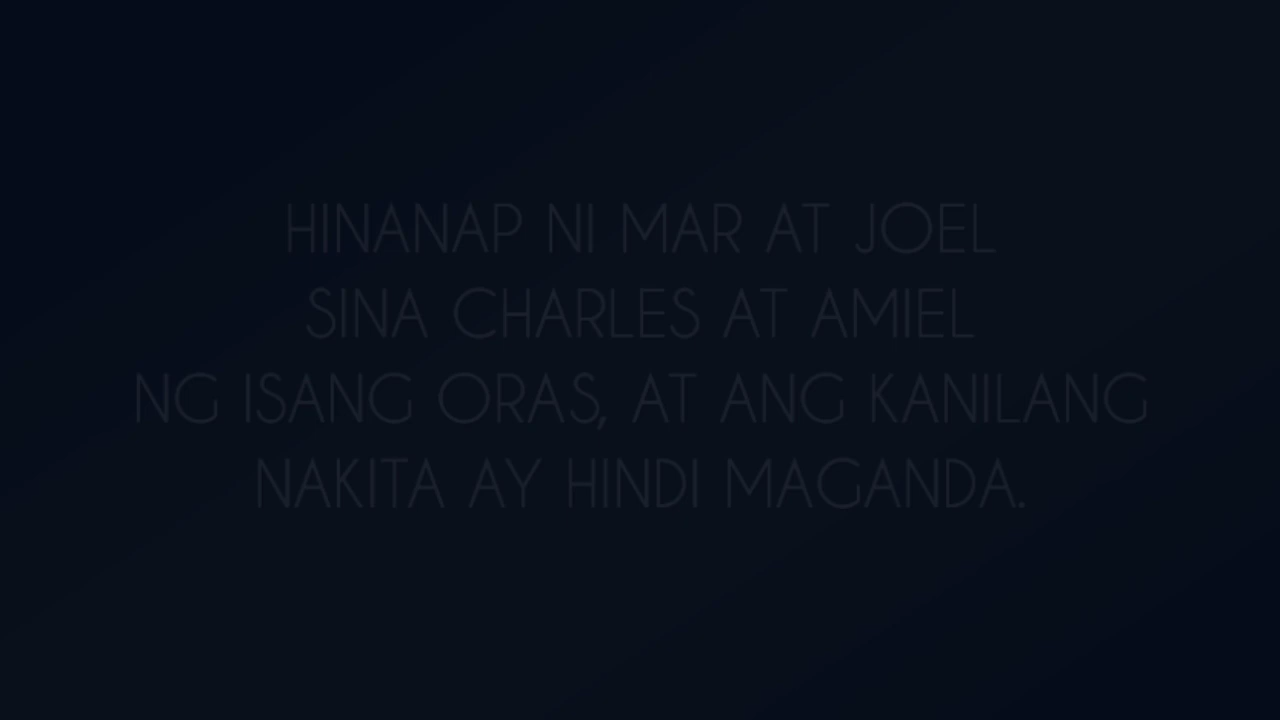 HINANAP NI MAR AT JOEL
SINA CHARLES AT AMIEL
NG ISANG ORAS, AT ANG KANILANG
NAKITA AY HINDI MAGANDA.